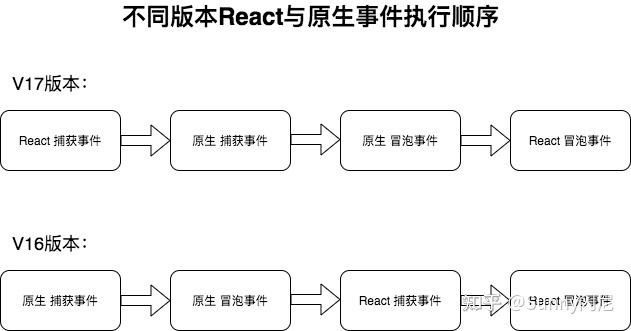 不同版本React与原生事件执行顺序
V17版本：
React 捕获事件
原生 捕获事件
原生 冒泡事件
React 冒泡事件
V16版本：
原生 捕获事件
原生 冒泡事件
React 捕获事件
React 冒泡事件
知乎 @Sunny